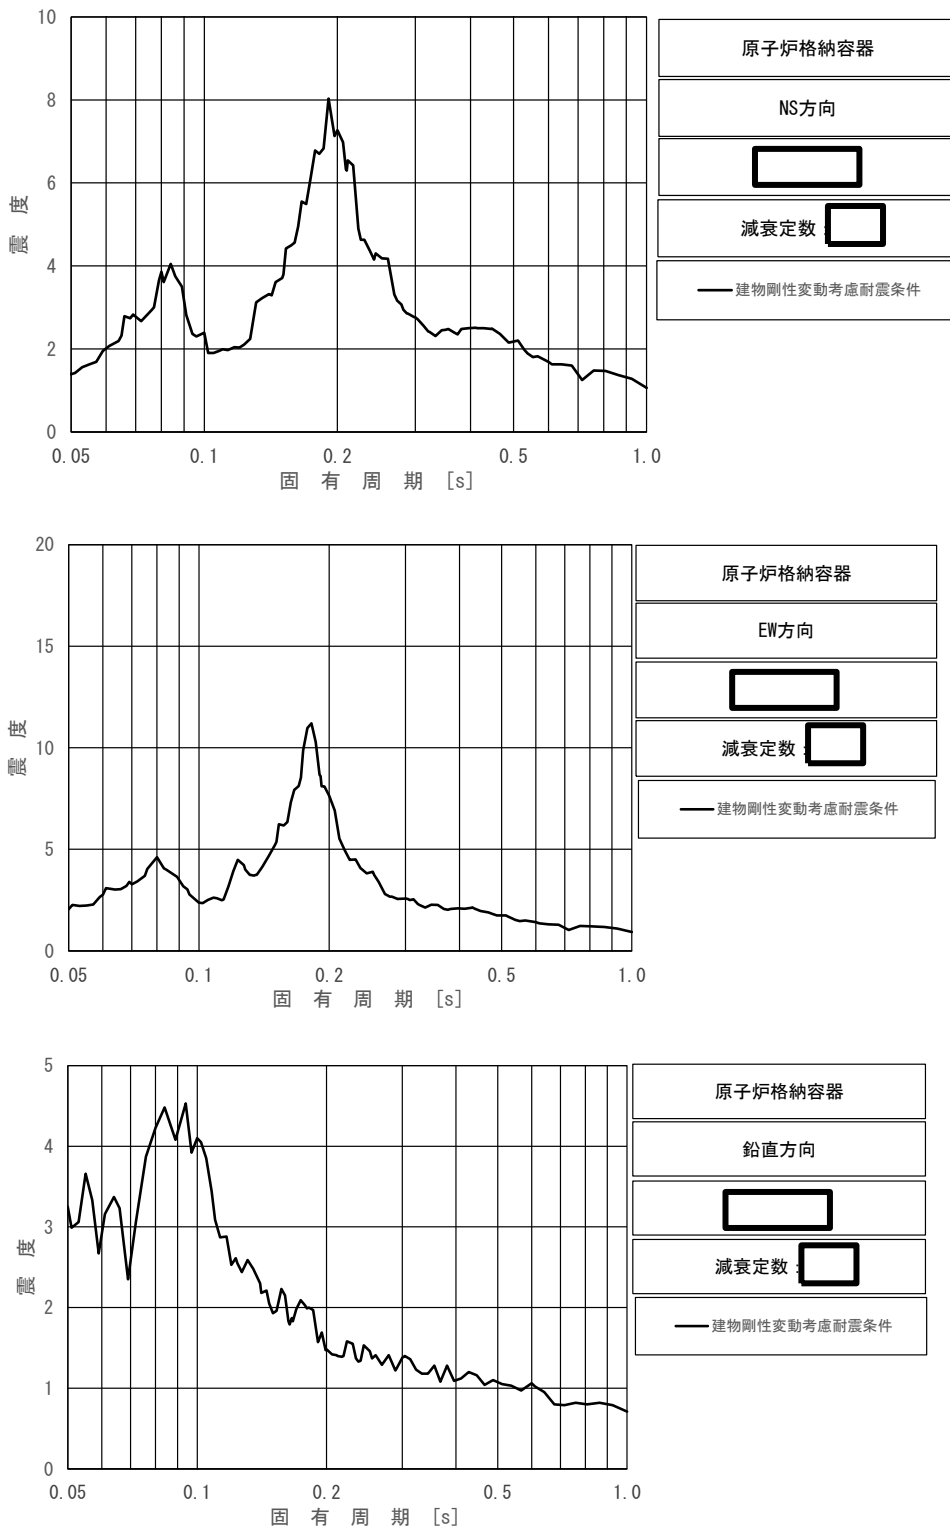 10
8
6
4
2
0
震度
0.05 0.1 0.2 0.5 1.0
固有周期[s]
原子炉格納容器
NS方向
減衰定数：
建物剛性変動考慮耐震条件
20
15
10
5
0
震度
0.05 0.1 0.2 0.5 1.0
固有周期[s]
原子炉格納容器
EW方向
減衰定数：
建物剛性変動考慮耐震条件
5
4
3
2
1
0
震度
0.05 0.1 0.2 0.5 1.0
固有周期[s]
原子炉格納容器
鉛直方向
減衰定数：
建物剛性変動考慮耐震条件